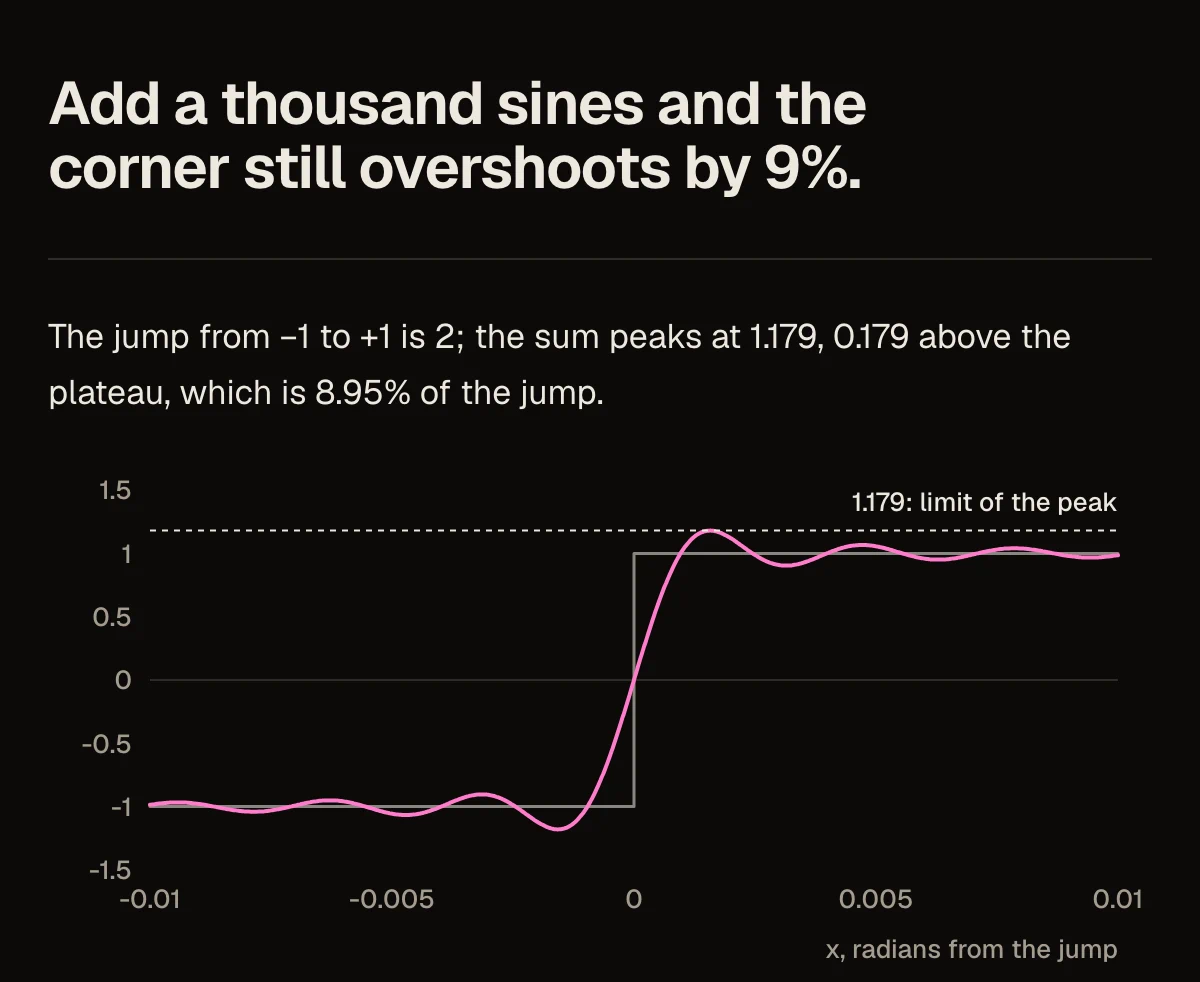 Add a thousand sines and the
corner still overshoots by 9%.
The jump from −1 to +1 is 2; the sum peaks at 1.179, 0.179 above the
plateau, which is 8.95% of the jump.
1.5
1.179: limit of the peak
1
0.5
0
-0.5
-1
-1.5
-0.01 -0.005 0 0.005 0.01
x, radians from the jump